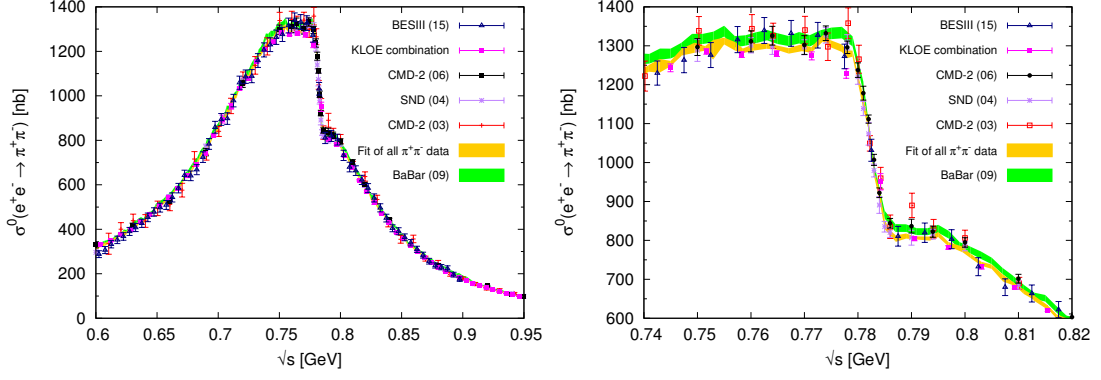 σ⁰(e⁺e⁻ → π⁺π⁻) [nb]
1400
1200
1000
800
600
400
200
0
BESIII (15)
KLOE combination
CMD-2 (06)
SND (04)
CMD-2 (03)
Fit of all π⁺π⁻ data
BaBar (09)
0.6 0.65 0.7 0.75 0.8 0.85 0.9 0.95
√s [GeV]
σ⁰(e⁺e⁻ → π⁺π⁻) [nb]
1400
1300
1200
1100
1000
900
800
700
600
BESIII (15)
KLOE combination
CMD-2 (06)
SND (04)
CMD-2 (03)
Fit of all π⁺π⁻ data
BaBar (09)
0.74 0.75 0.76 0.77 0.78 0.79 0.8 0.81 0.82
√s [GeV]